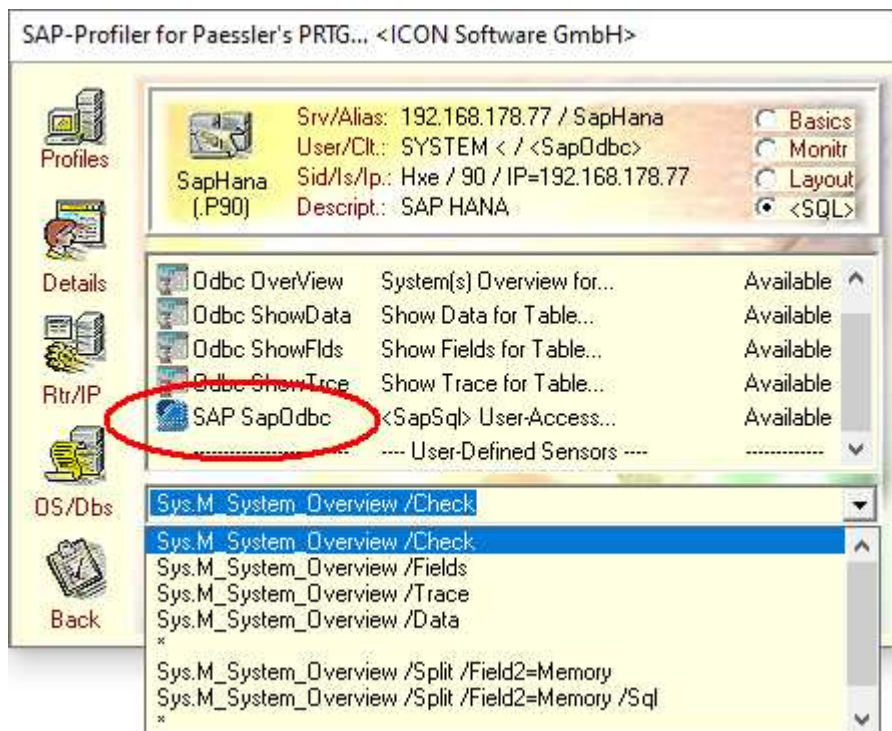 SAP-Profiler for Paessler's PRTG... <ICON Software GmbH>
Profiles
Details
Rtr/IP
OS/Dbs
Back
SapHana
(.P90)
Srv/Alias: 192.168.178.77 / SapHana
User/Clt.: SYSTEM < / <SapOdbc>
Sid/Is/Ip.: Hxe / 90 / IP=192.168.178.77
Descript.: SAP HANA
Basics
Monitr
Layout
<SQL>
Odbc OverView System(s) Overview for... Available
Odbc ShowData Show Data for Table... Available
Odbc ShowFlds Show Fields for Table... Available
Odbc ShowTrce Show Trace for Table... Available
SAP SapOdbc <SapSql> User-Access... Available
------------------------ ---- User-Defined Sensors ---- ------------
Sys.M_System_Overview /Check
Sys.M_System_Overview /Check
Sys.M_System_Overview /Fields
Sys.M_System_Overview /Trace
Sys.M_System_Overview /Data
*
Sys.M_System_Overview /Split /Field2=Memory
Sys.M_System_Overview /Split /Field2=Memory /Sql
*